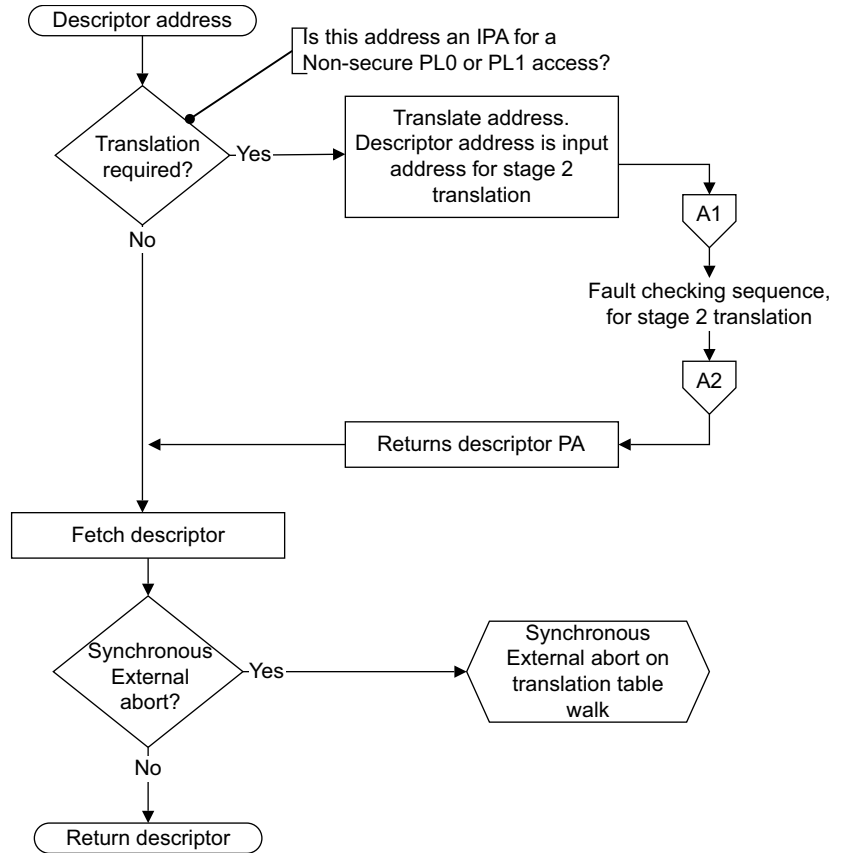 Descriptor address
Is this address an IPA for a
Non-secure PL0 or PL1 access?
Translation
required?
Yes
Translate address.
Descriptor address is input
address for stage 2
translation
A1
No
Fault checking sequence,
for stage 2 translation
A2
Returns descriptor PA
Fetch descriptor
Synchronous
External
abort?
Yes
Synchronous
External abort on
translation table
walk
No
Return descriptor